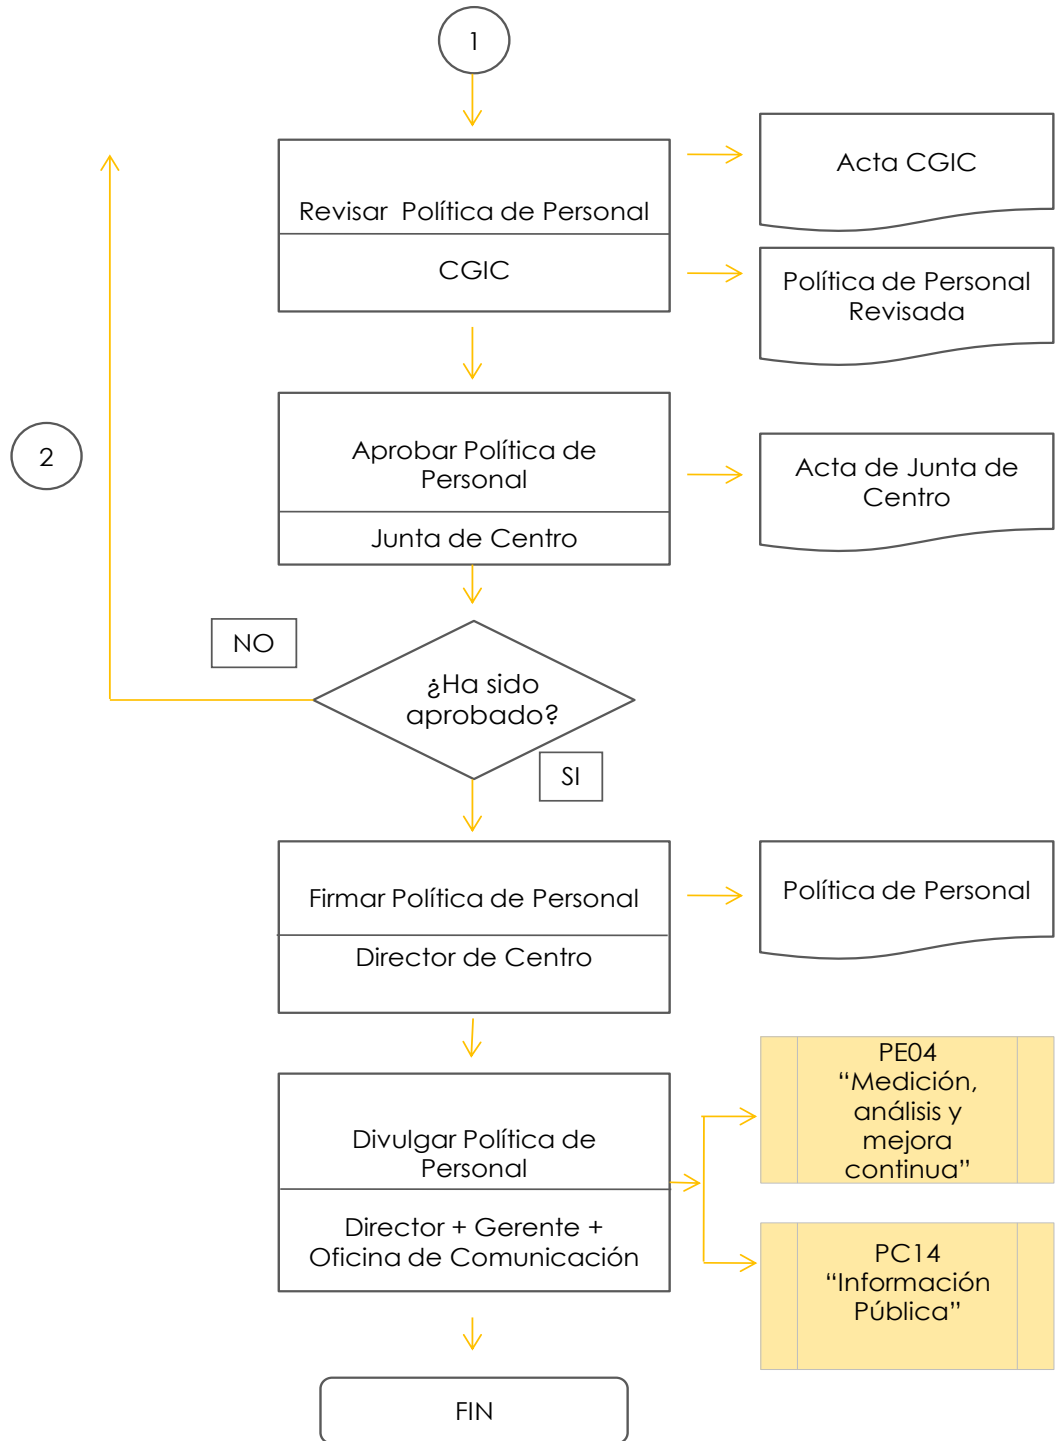 1
Revisar Política de Personal
CGIC
Acta CGIC
Política de Personal
Revisada
2
Aprobar Política de
Personal
Junta de Centro
Acta de Junta de
Centro
NO
¿Ha sido
aprobado?
SI
Firmar Política de Personal
Director de Centro
Política de Personal
Divulgar Política de
Personal
Director + Gerente +
Oficina de Comunicación
PE04
“Medición,
análisis y
mejora
continua”
PC14
“Información
Pública”
FIN